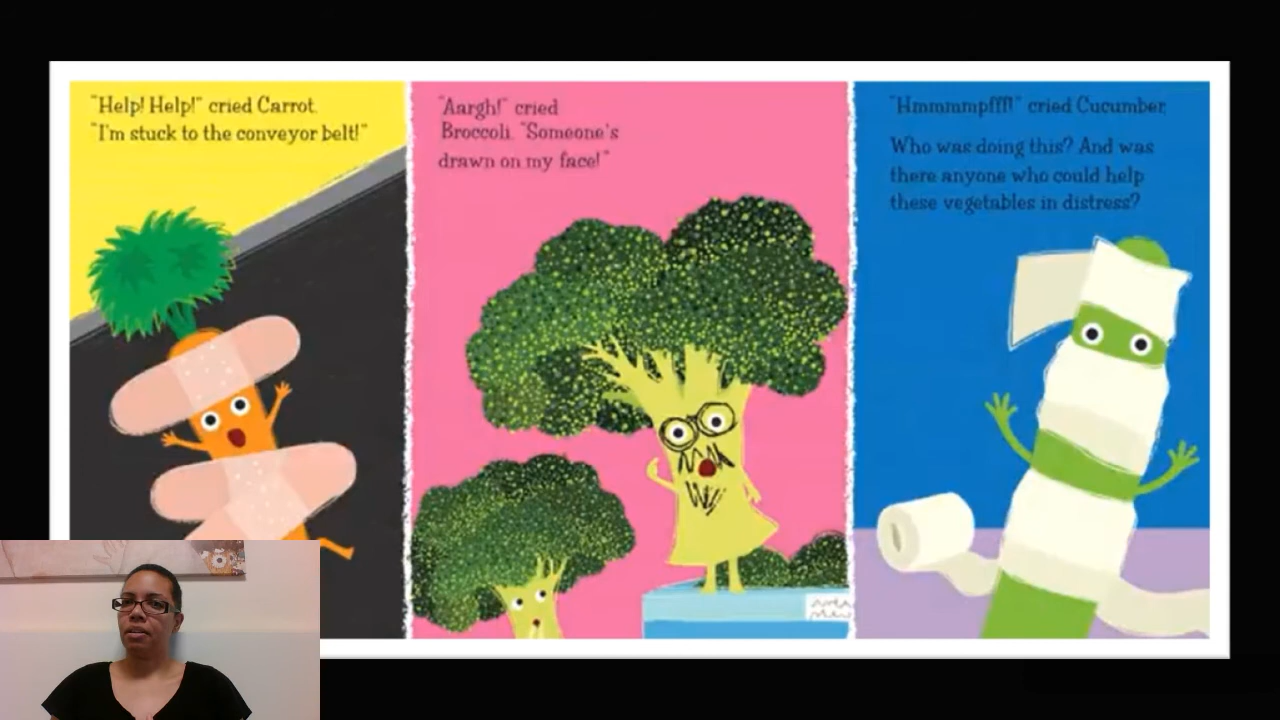 "Help! Help!" cried Carrot.
"I'm stuck to the conveyor belt!"
"Aargh!" cried
Broccoli. "Someone's
drawn on my face!"
"Hmmmmpffff!" cried Cucumber.
Who was doing this? And was
there anyone who could help
these vegetables in distress?